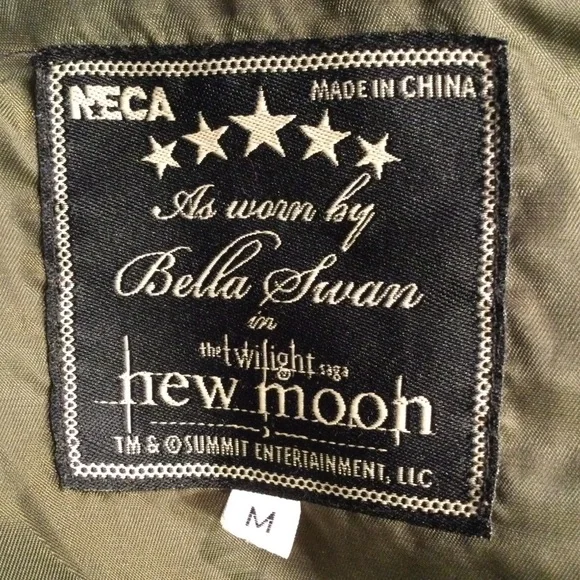 NECA
MADE IN CHINA
As worn by
Bella Swan
in
the twilight saga
new moon
TM & © SUMMIT ENTERTAINMENT, LLC
M